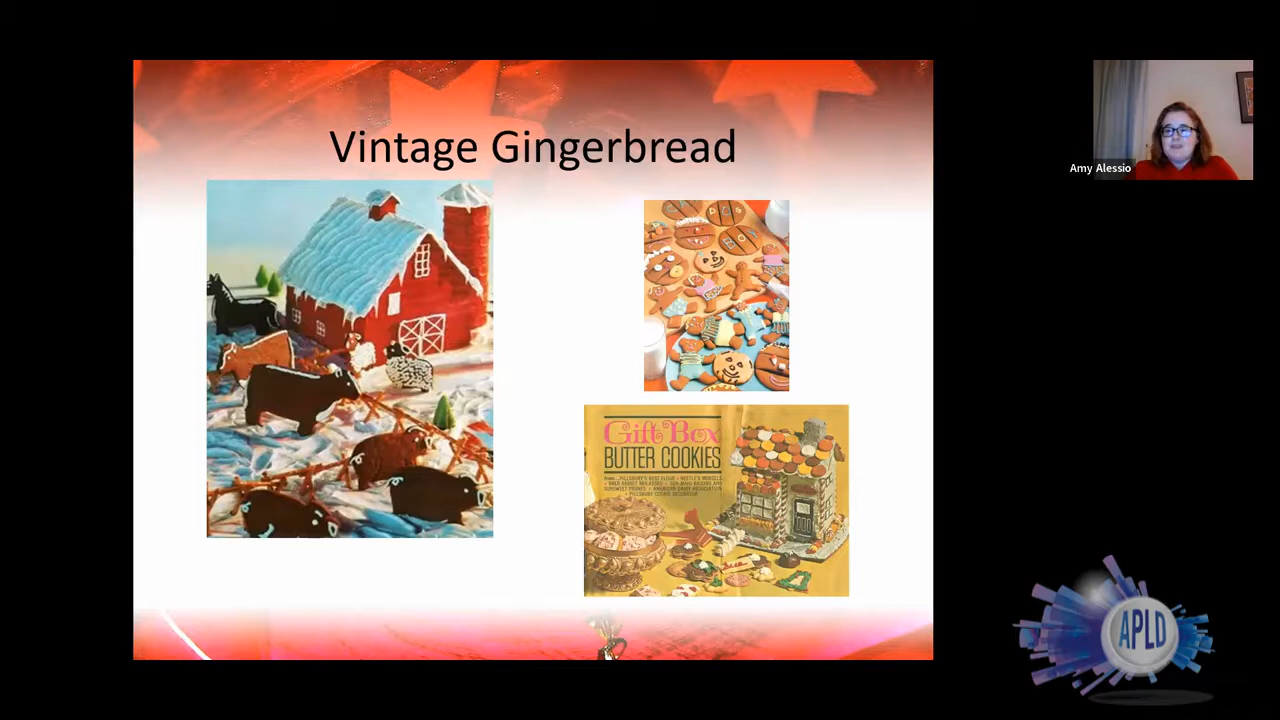 Vintage Gingerbread
Amy Alessio
Gift Box
BUTTER COOKIES
APLD